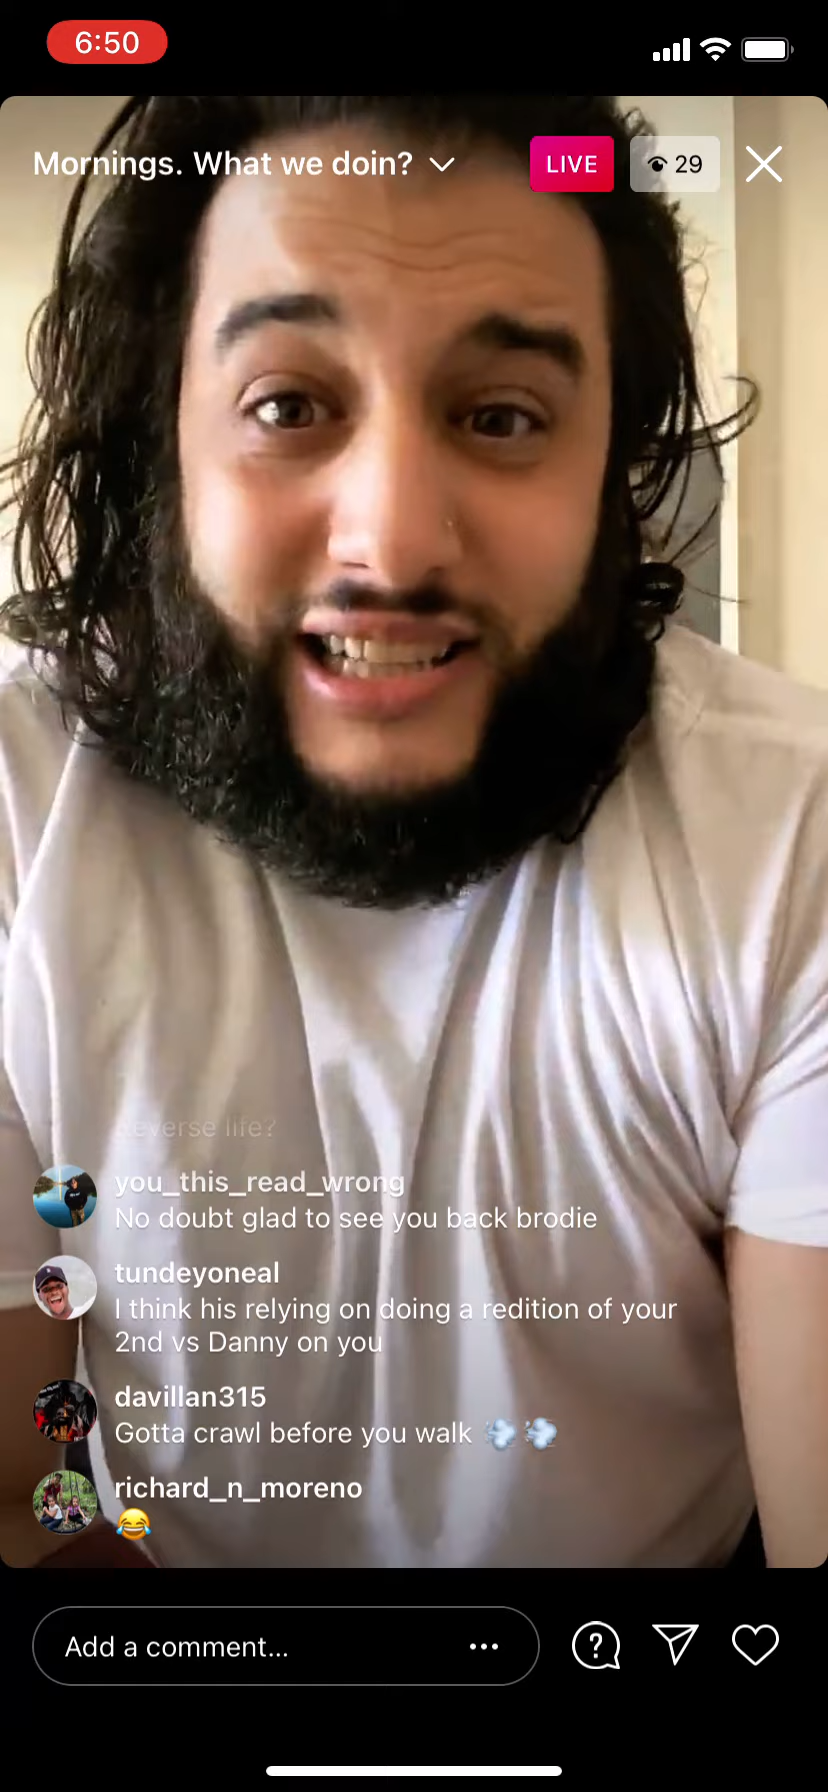 6:50
Mornings. What we doin?
LIVE
29
everse life?
you_this_read_wrong
No doubt glad to see you back brodie
tundeyoneal
I think his relying on doing a redition of your
2nd vs Danny on you
davillan315
Gotta crawl before you walk 💨 💨
richard_n_moreno
😂
Add a comment...